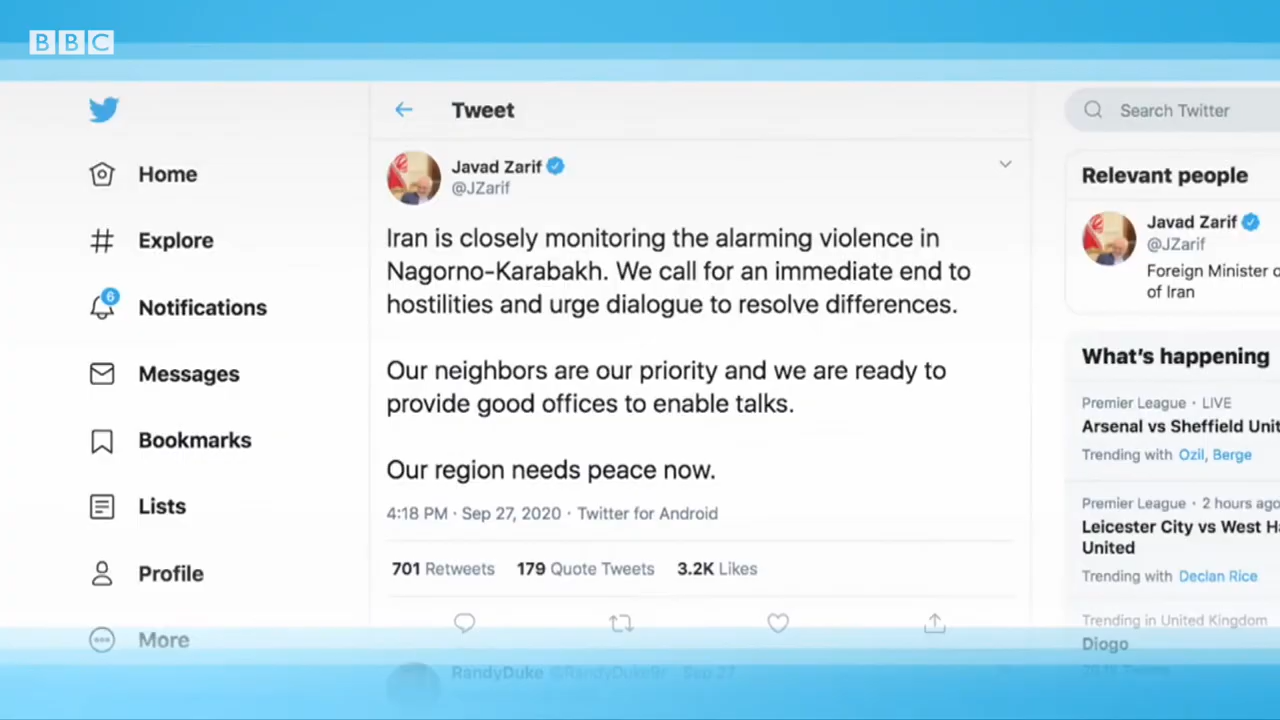 BBC
Tweet
Search Twitter
Home
Explore
6
Notifications
Messages
Bookmarks
Lists
Profile
More
Javad Zarif
@JZarif
Iran is closely monitoring the alarming violence in
Nagorno-Karabakh. We call for an immediate end to
hostilities and urge dialogue to resolve differences.
Our neighbors are our priority and we are ready to
provide good offices to enable talks.
Our region needs peace now.
4:18 PM · Sep 27, 2020 · Twitter for Android
701 Retweets 179 Quote Tweets 3.2K Likes
RandyDuke @RandyDuke9r Sep 27
Relevant people
Javad Zarif
@JZarif
Foreign Minister
of Iran
What's happening
Premier League · LIVE
Arsenal vs Sheffield Unit
Trending with Ozil, Berge
Premier League · 2 hours ago
Leicester City vs West Ha
United
Trending with Declan Rice
Trending in United Kingdom
Diogo